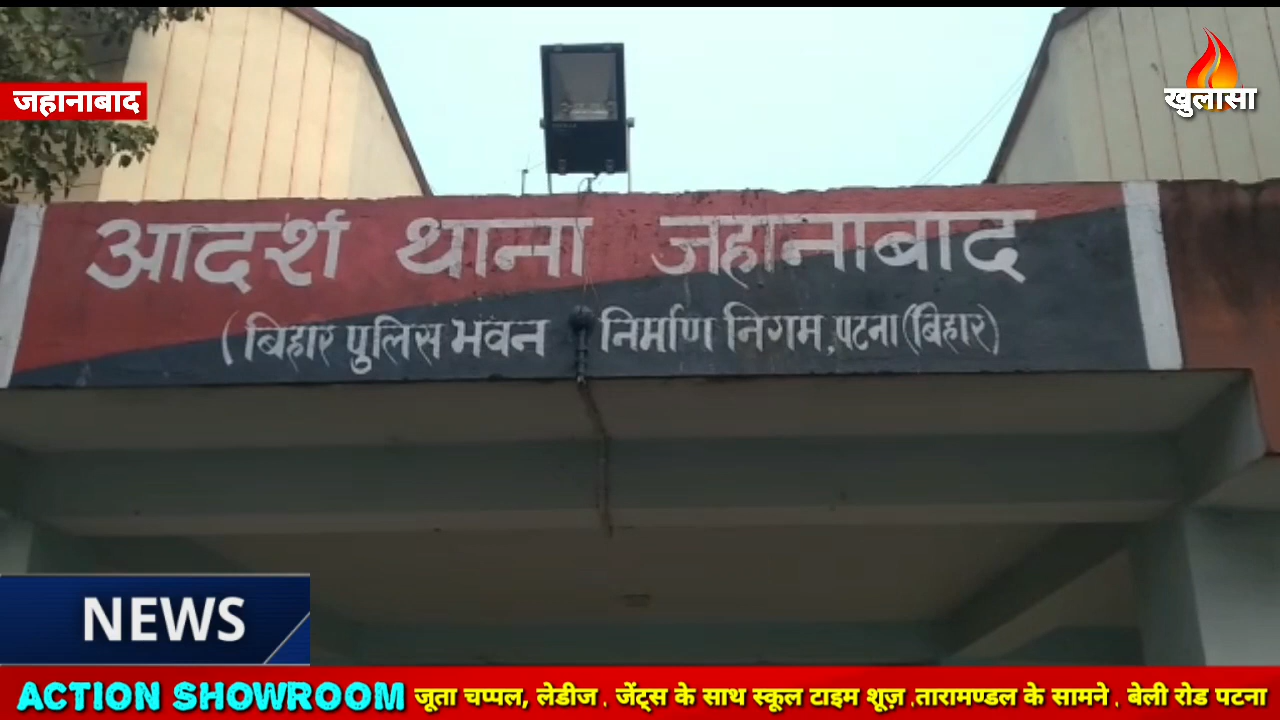 जहानाबाद
खुलासा
आदर्श थाना जहानाबाद
(बिहार पुलिस भवन निर्माण निगम,पटना(बिहार)
NEWS
ACTION SHOWROOM जूता चप्पल, लेडीज . जेंट्स के साथ स्कूल टाइम शूज़ .तारामण्डल के सामने . बेली रोड पटना